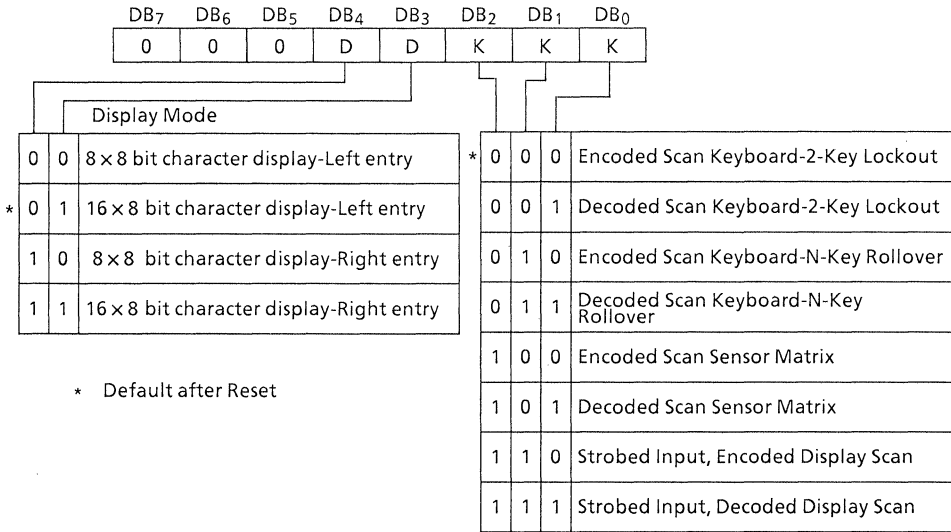 DB7 DB6 DB5 DB4 DB3 DB2 DB1 DB0
0 0 0 D D K K K
Display Mode
0 0 8 × 8 bit character display-Left entry
* 0 1 16 × 8 bit character display-Left entry
1 0 8 × 8 bit character display-Right entry
1 1 16 × 8 bit character display-Right entry
* Default after Reset
* 0 0 0 Encoded Scan Keyboard-2-Key Lockout
0 0 1 Decoded Scan Keyboard-2-Key Lockout
0 1 0 Encoded Scan Keyboard-N-Key Rollover
0 1 1 Decoded Scan Keyboard-N-Key
Rollover
1 0 0 Encoded Scan Sensor Matrix
1 0 1 Decoded Scan Sensor Matrix
1 1 0 Strobed Input, Encoded Display Scan
1 1 1 Strobed Input, Decoded Display Scan